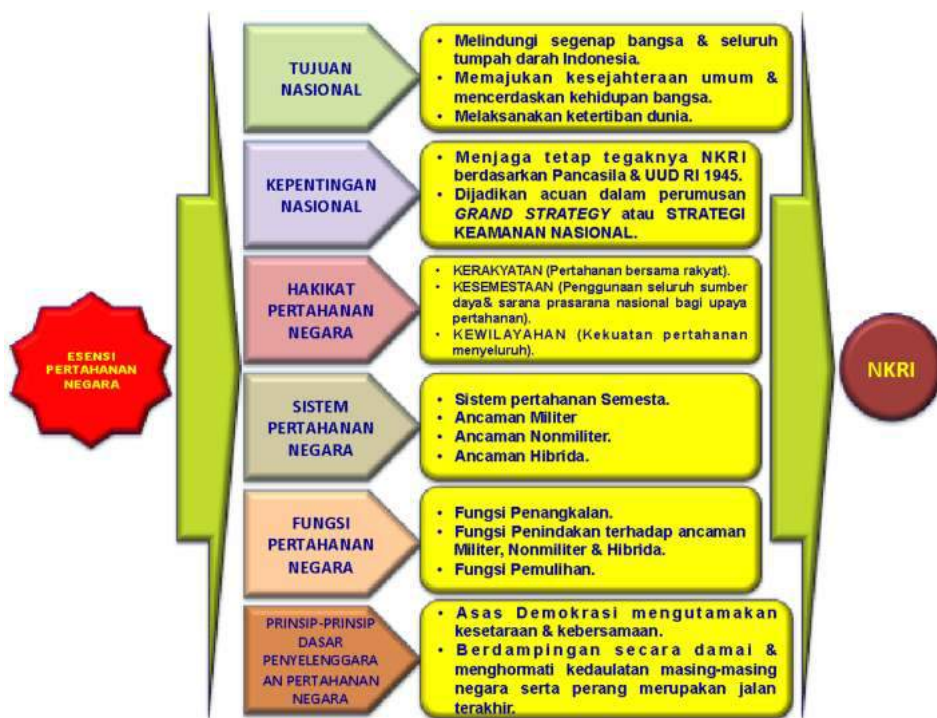 ESENSI
PERTAHANAN
NEGARA
TUJUAN
NASIONAL
• Melindungi segenap bangsa & seluruh
tumpah darah Indonesia.
• Memajukan kesejahteraan umum &
mencerdaskan kehidupan bangsa.
• Melaksanakan ketertiban dunia.
KEPENTINGAN
NASIONAL
• Menjaga tetap tegaknya NKRI
berdasarkan Pancasila & UUD RI 1945.
• Dijadikan acuan dalam perumusan
GRAND STRATEGY atau STRATEGI
KEAMANAN NASIONAL.
HAKIKAT
PERTAHANAN
NEGARA
• KERAKYATAN (Pertahanan bersama rakyat).
• KESEMESTAAN (Penggunaan seluruh sumber
daya& sarana prasarana nasional bagi upaya
pertahanan).
• KEWILAYAHAN (Kekuatan pertahanan
menyeluruh).
SISTEM
PERTAHANAN
NEGARA
• Sistem pertahanan Semesta.
• Ancaman Militer
• Ancaman Nonmiliter.
• Ancaman Hibrida.
FUNGSI
PERTAHANAN
NEGARA
• Fungsi Penangkalan.
• Fungsi Penindakan terhadap ancaman
Militer, Nonmiliter & Hibrida.
• Fungsi Pemulihan.
PRINSIP-PRINSIP
DASAR
PENYELENGGARA
AN PERTAHANAN
NEGARA
• Asas Demokrasi mengutamakan
kesetaraan & kebersamaan.
• Berdampingan secara damai &
menghormati kedaulatan masing-masing
negara serta perang merupakan jalan
terakhir.
NKRI